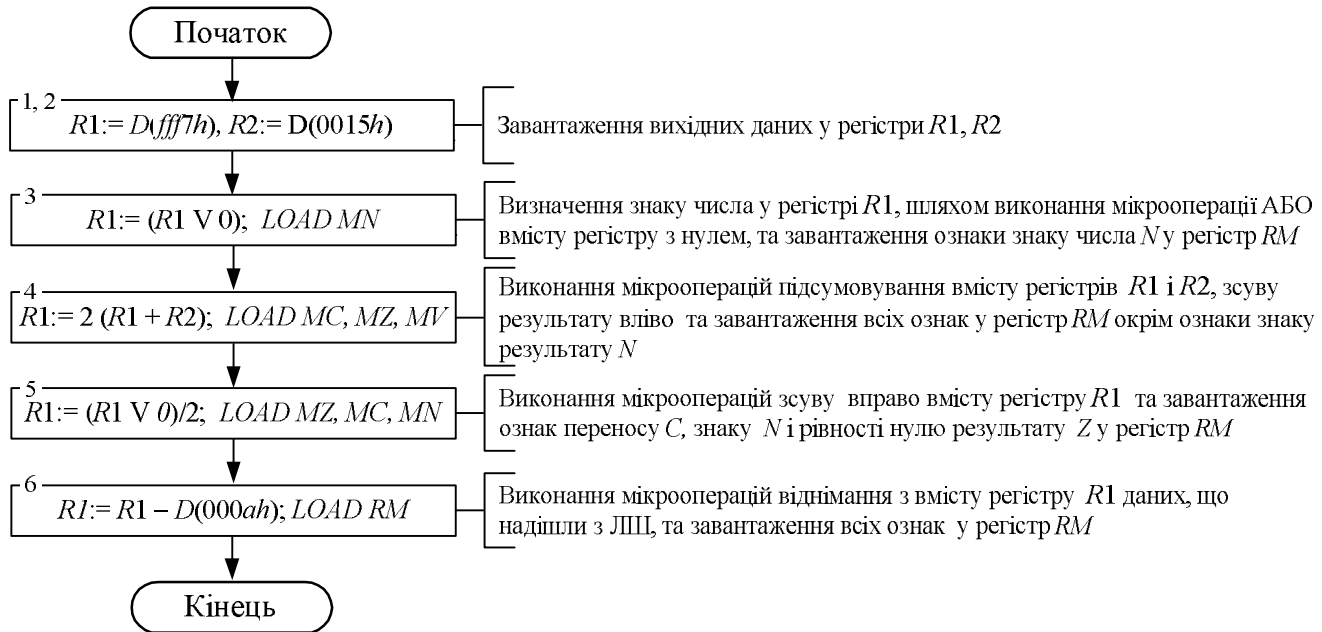 Початок
1, 2
R1:= D(fff7h), R2:= D(0015h)
Завантаження вихідних даних у регістри R1, R2
3
R1:= (R1 V 0); LOAD MN
Визначення знаку числа у регістрі R1, шляхом виконання мікрооперації АБО
вмісту регістру з нулем, та завантаження ознаки знаку числа N у регістр RM
4
R1:= 2 (R1 + R2); LOAD MC, MZ, MV
Виконання мікрооперацій підсумовування вмісту регістрів R1 і R2, зсуву
результату вліво та завантаження всіх ознак у регістр RM окрім ознаки знаку
результату N
5
R1:= (R1 V 0)/2; LOAD MZ, MC, MN
Виконання мікрооперацій зсуву вправо вмісту регістру R1 та завантаження
ознак переносу C, знаку N і рівності нулю результату Z у регістр RM
6
R1:= R1 – D(000ah); LOAD RM
Виконання мікрооперацій віднімання з вмісту регістру R1 даних, що
надішли з ЛШ, та завантаження всіх ознак у регістр RM
Кінець